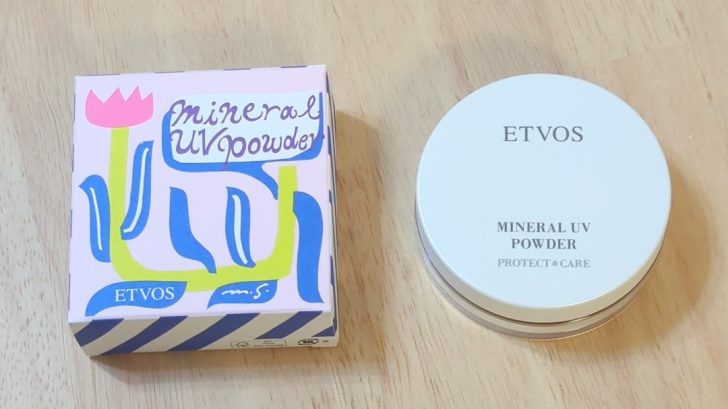 mineral
UV powder
ETVOS
m.s.
ETVOS
MINERAL UV
POWDER
PROTECT & CARE